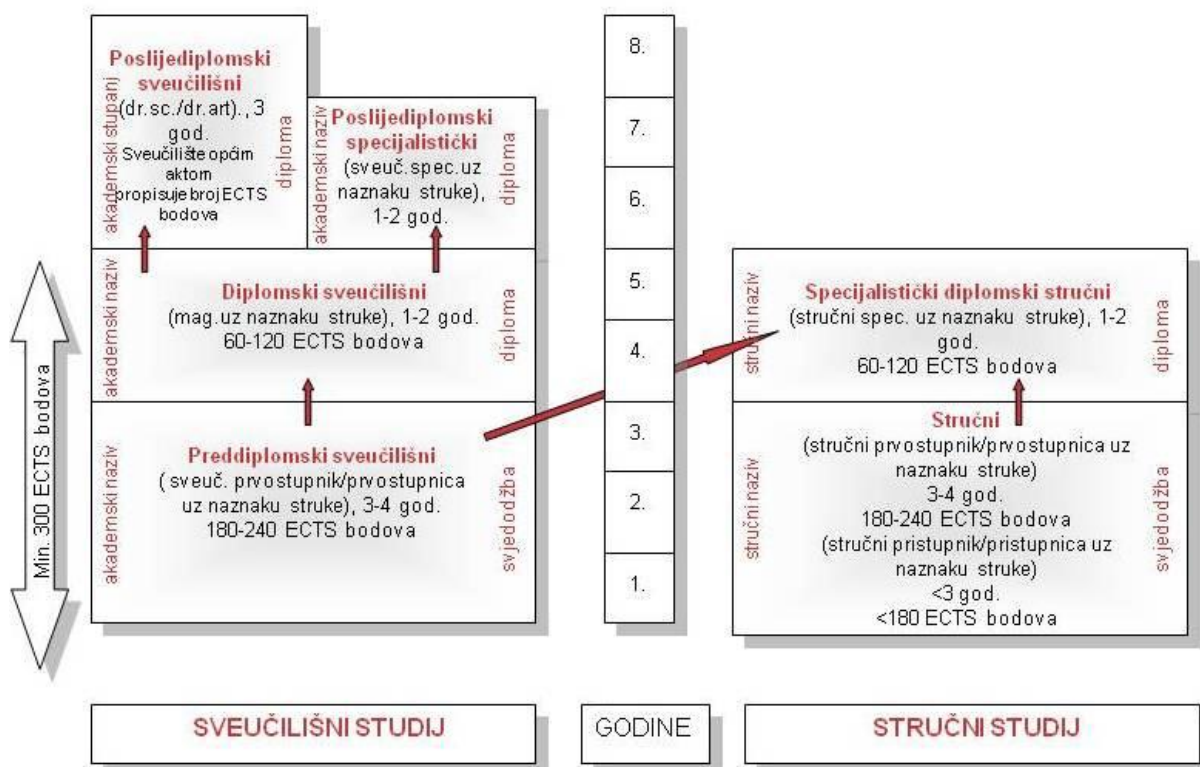 Poslijediplomski
sveučilišni
(dr.sc./dr.art)., 3
god.
Sveučilište općim
aktom
propisuje broj ECTS
bodova
akademski stupanj
diploma
Poslijediplomski
specijalistički
(sveuč.spec.uz
naznaku struke),
1-2 god.
akademski naziv
diploma
Diplomski sveučilišni
(mag.uz naznaku struke), 1-2 god.
60-120 ECTS bodova
akademski naziv
diploma
Preddiplomski sveučilišni
( sveuč. prvostupnik/prvostupnica
uz naznaku struke), 3-4 god.
180-240 ECTS bodova
akademski naziv
svjedodžba
Min. 300 ECTS bodova
8.
7.
6.
5.
4.
3.
2.
1.
Specijalistički diplomski stručni
(stručni spec. uz naznaku struke), 1-2
god.
60-120 ECTS bodova
stručni naziv
diploma
Stručni
(stručni prvostupnik/prvostupnica uz
naznaku struke)
3-4 god.
180-240 ECTS bodova
(stručni pristupnik/pristupnica uz
naznaku struke)
<3 god.
<180 ECTS bodova
stručni naziv
svjedodžba
SVEUČILIŠNI STUDIJ
GODINE
STRUČNI STUDIJ